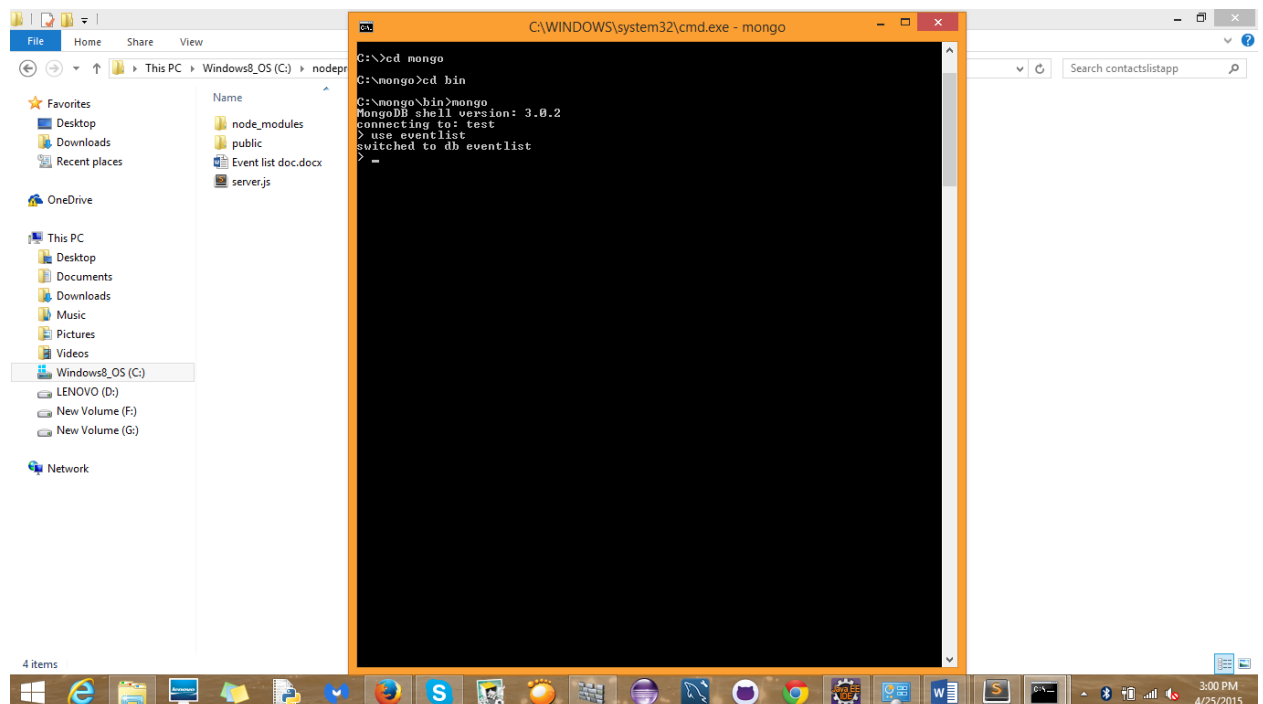 C:\WINDOWS\system32\cmd.exe - mongo
File Home Share View
This PC Windows8_OS (C:) nodepr
Search contactslistapp
Favorites
Desktop
Downloads
Recent places
OneDrive
This PC
Desktop
Documents
Downloads
Music
Pictures
Videos
Windows8_OS (C:)
LENOVO (D:)
New Volume (F:)
New Volume (G:)
Network
Name
node_modules
public
Event list doc.docx
server.js
C:\>cd mongo
C:\mongo>cd bin
C:\mongo\bin>mongo
MongoDB shell version: 3.0.2
connecting to: test
> use eventlist
switched to db eventlist
> _
4 items
3:00 PM
4/25/2015